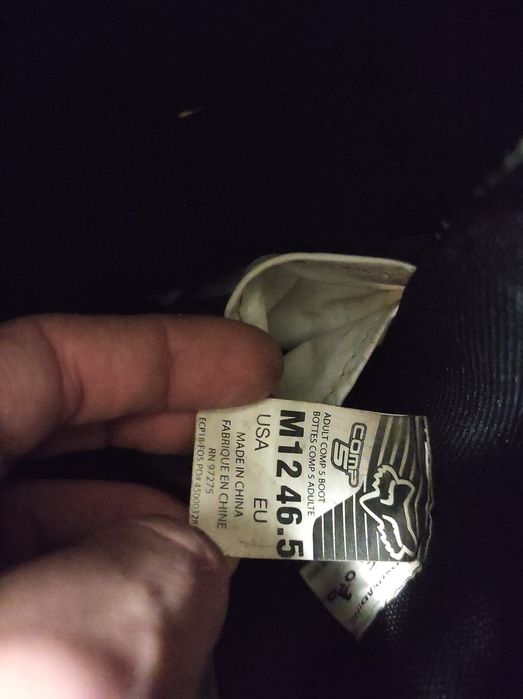 COMP
5
ADULT COMP 5 BOOT
BOTTES COMP 5 ADULTE
M12 46.5
USA EU
MADE IN CHINA
FABRIQUE EN CHINE
RN 97275